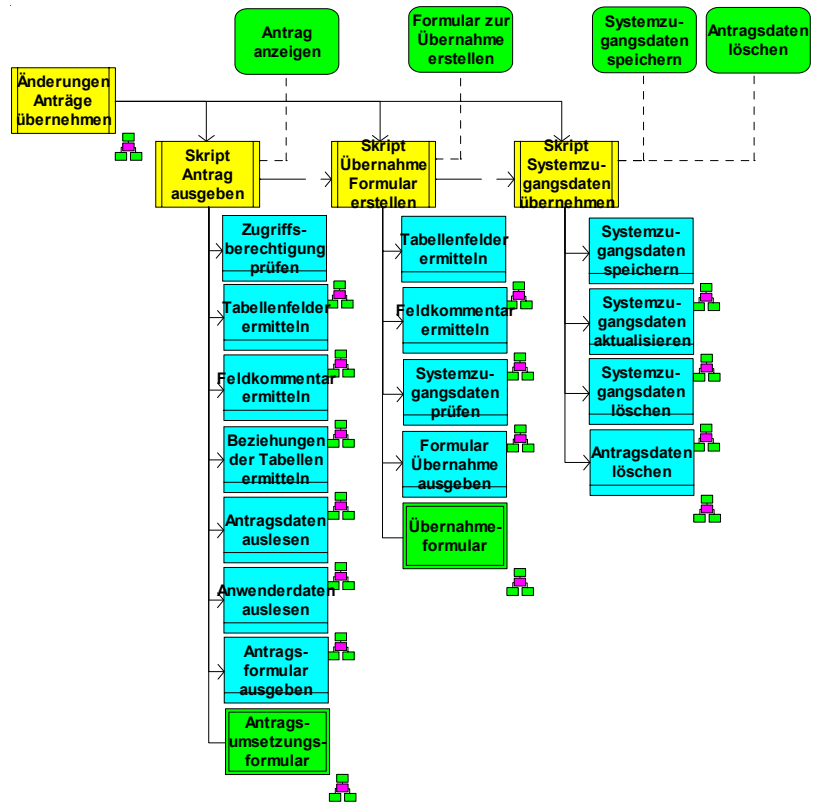 Antrag
anzeigen
Formular zur
Übernahme
erstellen
Systemzu-
gangsdaten
speichern
Antragsdaten
löschen
Änderungen
Anträge
übernehmen
Skript
Antrag
ausgeben
Skript
Übernahme
Formular
erstellen
Skript
Systemzu-
gangsdaten
übernehmen
Zugriffs-
berechtigung
prüfen
Tabellenfelder
ermitteln
Feldkommentar
ermitteln
Beziehungen
der Tabellen
ermitteln
Antragsdaten
auslesen
Anwenderdaten
auslesen
Antrags-
formular
ausgeben
Antrags-
umsetzungs-
formular
Tabellenfelder
ermitteln
Feldkommentar
ermitteln
Systemzu-
gangsdaten
prüfen
Formular
Übernahme
ausgeben
Übernahme-
formular
Systemzu-
gangsdaten
speichern
Systemzu-
gangsdaten
aktualisieren
Systemzu-
gangsdaten
löschen
Antragsdaten
löschen